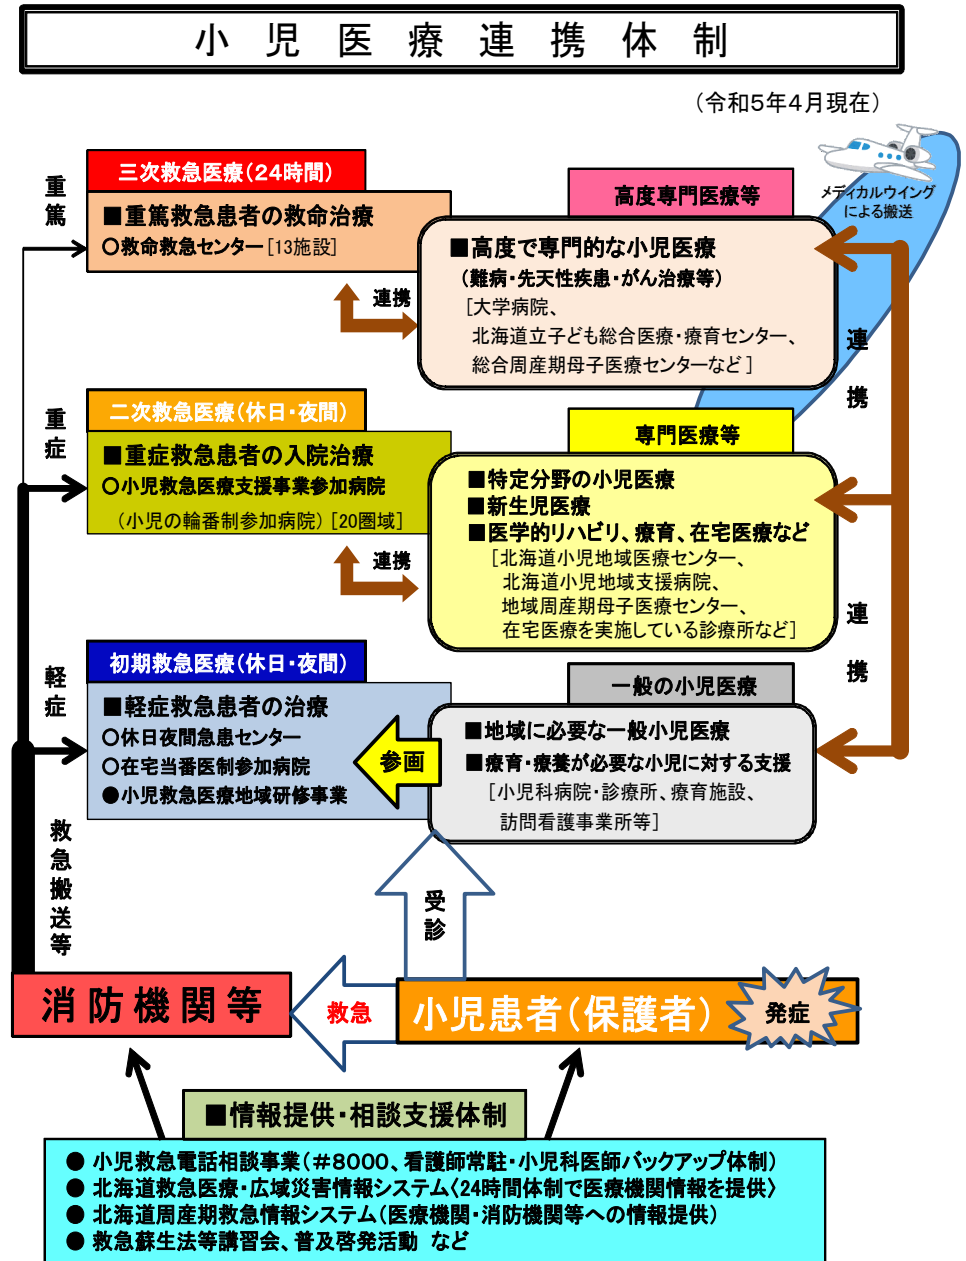 小児医療連携体制
（令和5年4月現在）
メディカルウイング
による搬送
重篤
三次救急医療（24時間）
■重篤救急患者の救命治療
○救命救急センター［13施設］
連携
高度専門医療等
■高度で専門的な小児医療
（難病・先天性疾患・がん治療等）
［大学病院、
北海道立子ども総合医療・療育センター、
総合周産期母子医療センターなど］
連携
重症
二次救急医療（休日・夜間）
■重症救急患者の入院治療
○小児救急医療支援事業参加病院
（小児の輪番制参加病院）［20圏域］
連携
専門医療等
■特定分野の小児医療
■新生児医療
■医学的リハビリ、療育、在宅医療など
［北海道小児地域医療センター、
北海道小児地域支援病院、
地域周産期母子医療センター、
在宅医療を実施している診療所など］
連携
軽症
初期救急医療（休日・夜間）
■軽症救急患者の治療
○休日夜間急患センター
○在宅当番医制参加病院
●小児救急医療地域研修事業
参画
一般の小児医療
■地域に必要な一般小児医療
■療育・療養が必要な小児に対する支援
［小児科病院・診療所、療育施設、
訪問看護事業所等］
救急搬送等
受診
消防機関等
救急
小児患者（保護者）
発症
■情報提供・相談支援体制
● 小児救急電話相談事業（＃8000、看護師常駐・小児科医師バックアップ体制）
● 北海道救急医療・広域災害情報システム〈24時間体制で医療機関情報を提供〉
● 北海道周産期救急情報システム（医療機関・消防機関等への情報提供）
● 救急蘇生法等講習会、普及啓発活動 など